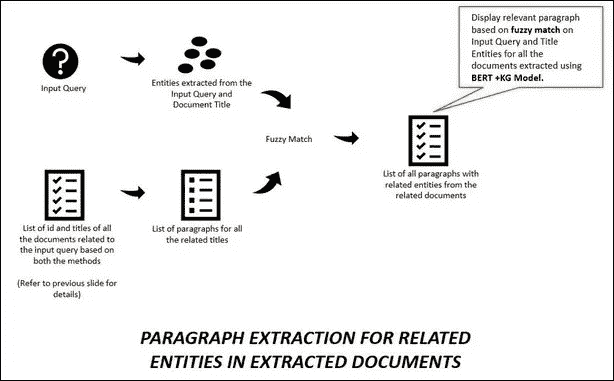 Display relevant paragraph
based on fuzzy match on
Input Query and Title
Entities for all the
documents extracted using
BERT +KG Model.
Input Query
Entities extracted from the
Input Query and
Document Title
Fuzzy Match
List of all paragraphs with
related entities from the
related documents
List of id and titles of all
the documents related to
the input query based on
both the methods
(Refer to previous slide for
details)
List of paragraphs for all
the related titles
PARAGRAPH EXTRACTION FOR RELATED
ENTITIES IN EXTRACTED DOCUMENTS